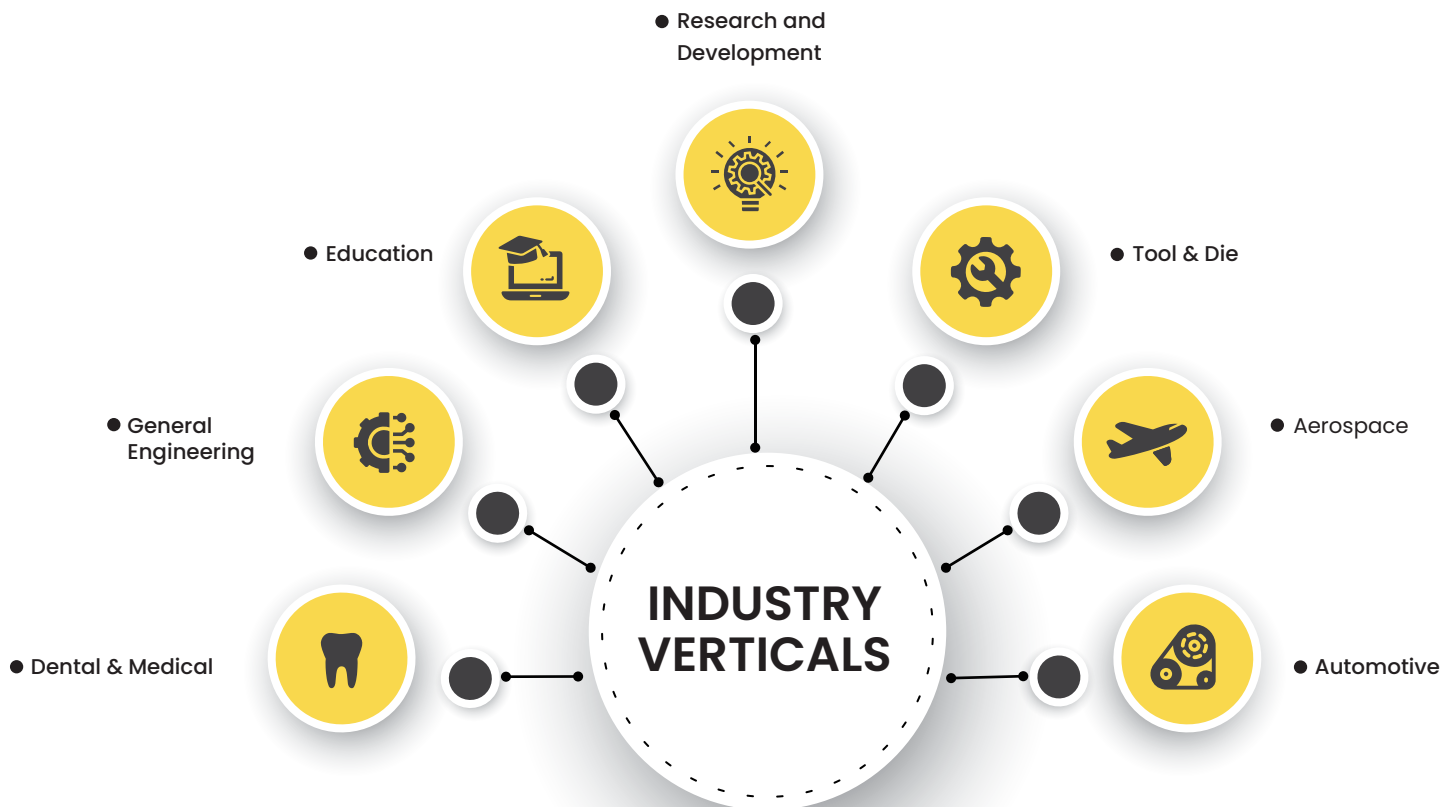 ● Research and
Development
● Education
● Tool & Die
● General
Engineering
● Aerospace
INDUSTRY
VERTICALS
● Dental & Medical
● Automotive